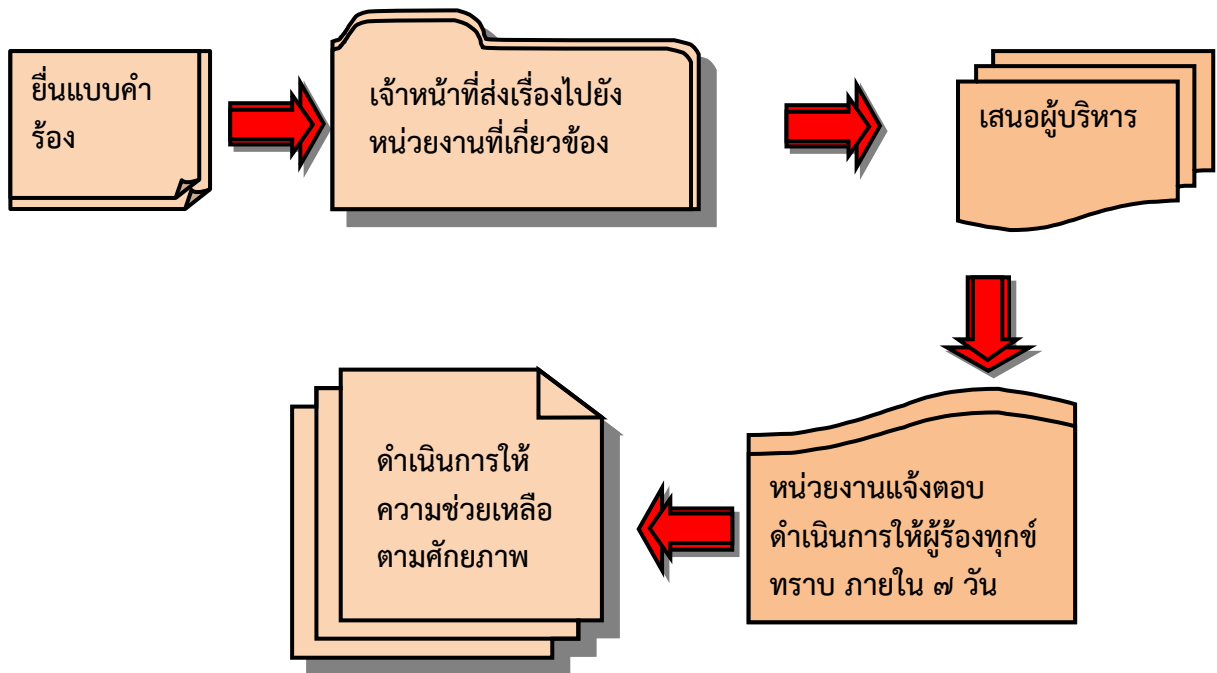 ยื่นแบบคำ
ร้อง
เจ้าหน้าที่ส่งเรื่องไปยัง
หน่วยงานที่เกี่ยวข้อง
เสนอผู้บริหาร
หน่วยงานแจ้งตอบ
ดำเนินการให้ผู้ร้องทุกข์
ทราบ ภายใน ๗ วัน
ดำเนินการให้
ความช่วยเหลือ
ตามศักยภาพ